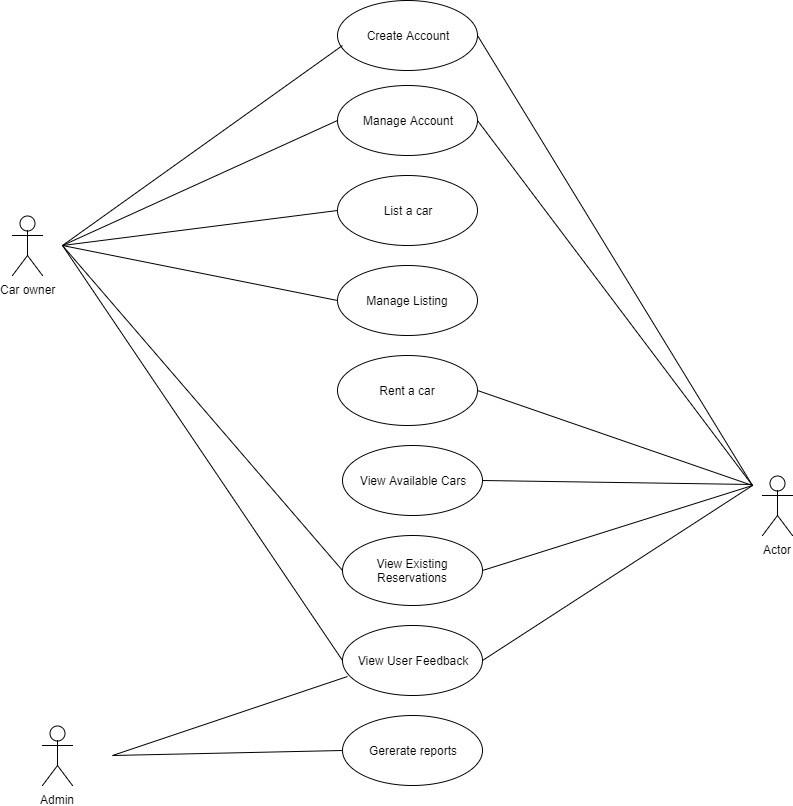 Create Account
Manage Account
List a car
Car owner
Manage Listing
Rent a car
View Available Cars
Actor
View Existing
Reservations
View User Feedback
Gererate reports
Admin